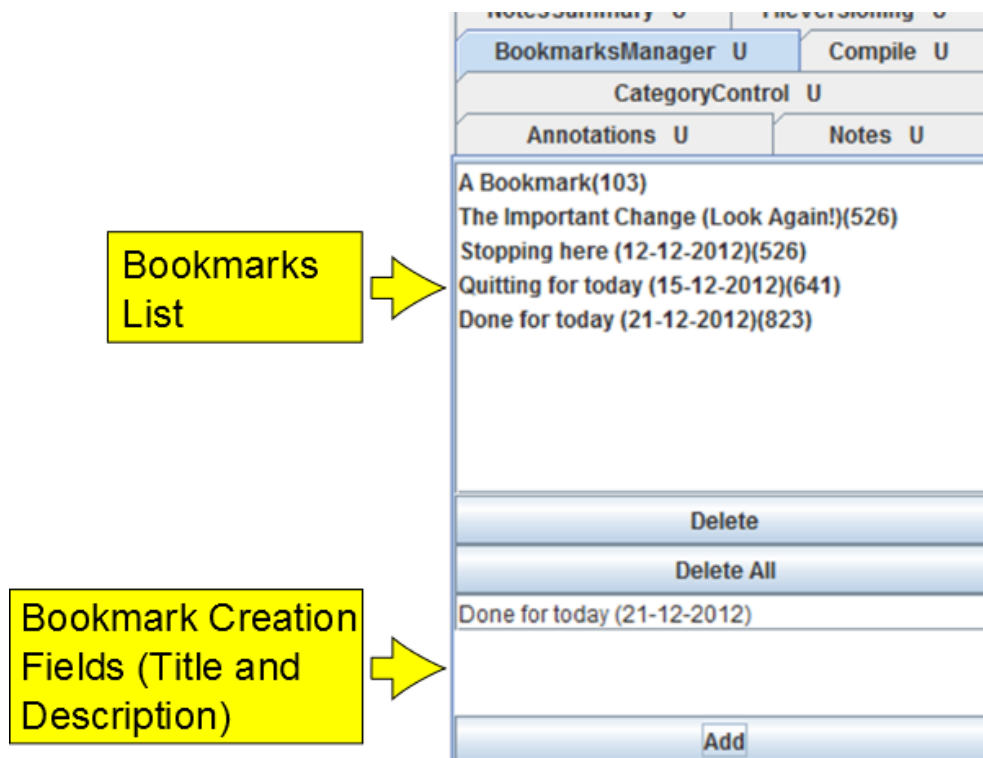 NotesSummary U FileVersioning U
BookmarksManager U Compile U
CategoryControl U
Annotations U Notes U
A Bookmark(103)
The Important Change (Look Again!)(526)
Stopping here (12-12-2012)(526)
Quitting for today (15-12-2012)(641)
Done for today (21-12-2012)(823)
Bookmarks
List
Delete
Delete All
Done for today (21-12-2012)
Bookmark Creation
Fields (Title and
Description)
Add